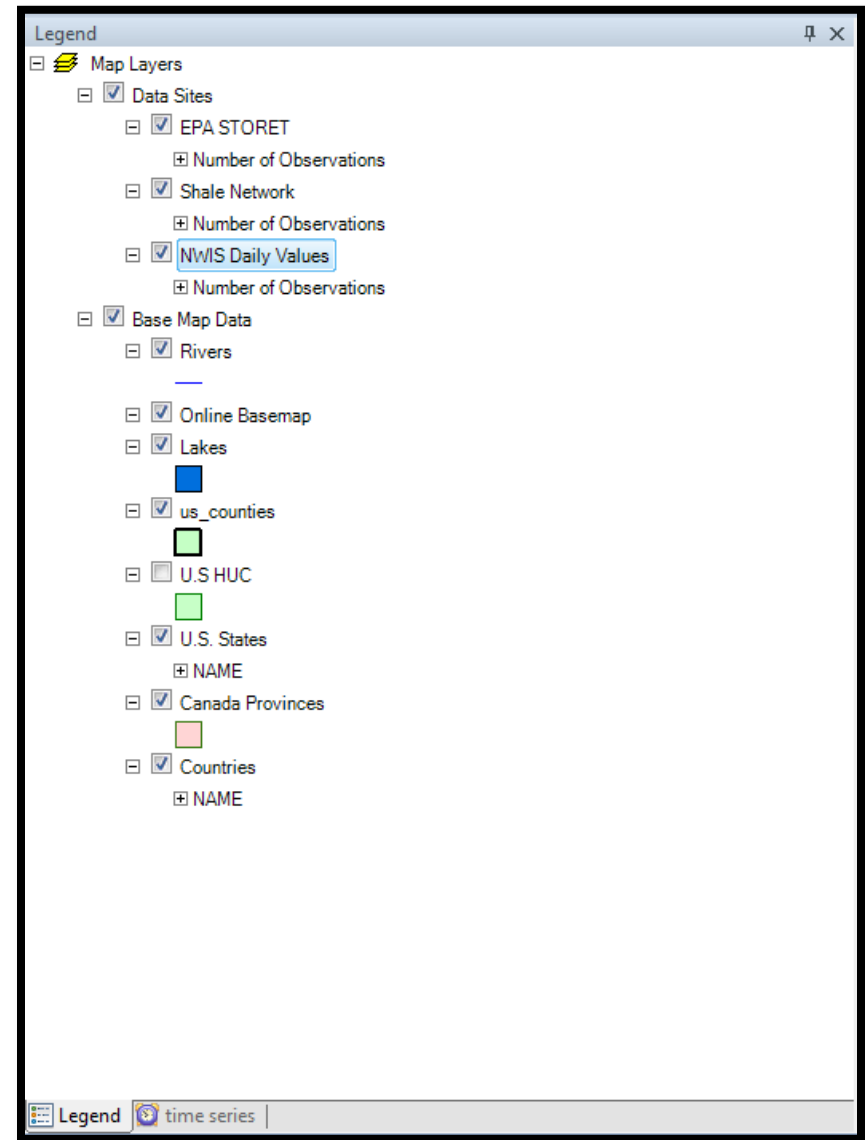 Legend
Map Layers
Data Sites
EPA STORET
Number of Observations
Shale Network
Number of Observations
NWIS Daily Values
Number of Observations
Base Map Data
Rivers
Online Basemap
Lakes
us_counties
U.S HUC
U.S. States
NAME
Canada Provinces
Countries
NAME
Legend time series